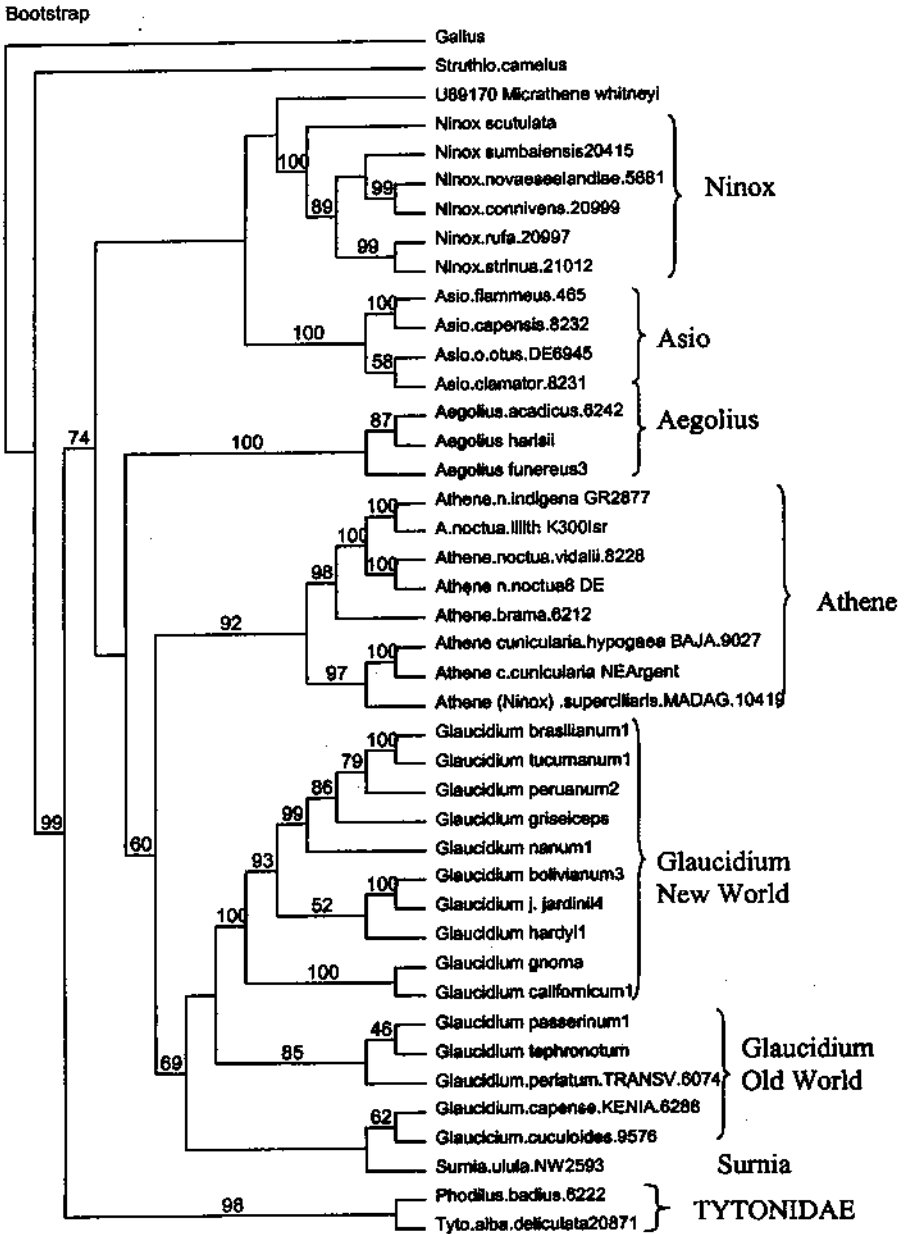 Bootstrap
Gallus
Struthio.camelus
U89170 Micrathene whitneyi
Ninox scutulata
100
Ninox sumbaiensis20415
Ninox.novaeseelandiae.5681
99
Ninox
89
Ninox.connivens.20999
Ninox.rufa.20997
99
Ninox.strinua.21012
Asio.flammeus.465
100
Asio.capensis.8232
100
Asio
Asio.o.otus.DE6945
58
Asio.clamator.8231
Aegolius.acadicus.6242
87
Aegolius
74
100
Aegolius harisii
Aegolius funereus3
Athene.n.indigena GR2877
100
A.noctua.lilith K300Isr
100
Athene.noctua.vidalii.8228
98
100
Athene n.noctua8 DE
Athene
92
Athene.brama.6212
Athene cunicularia.hypogaea BAJA.9027
100
97
Athene c.cunicularia NEArgent
Athene (Ninox) .superciliaris.MADAG.10419
Glaucidium brasilianum1
100
79
Glaucidium tucumanum1
86
Glaucidium peruanum2
99
99
Glaucidium griseiceps
60
93
Glaucidium nanum1
Glaucidium
New World
Glaucidium bolivianum3
100
52
Glaucidium j. jardinii4
100
Glaucidium hardyi1
Glaucidium gnoma
100
Glaucidium californicum1
Glaucidium passerinum1
46
69
85
Glaucidium tephronotum
Glaucidium
Old World
Glaucidium.perlatum.TRANSV.6074
Glaucidium.capense.KENIA.6286
62
Glaucicium.cuculoides.9576
Surnia.ulula.NW2593
Surnia
Phodilus.badius.6222
98
TYTONIDAE
Tyto.alba.deliculata20871